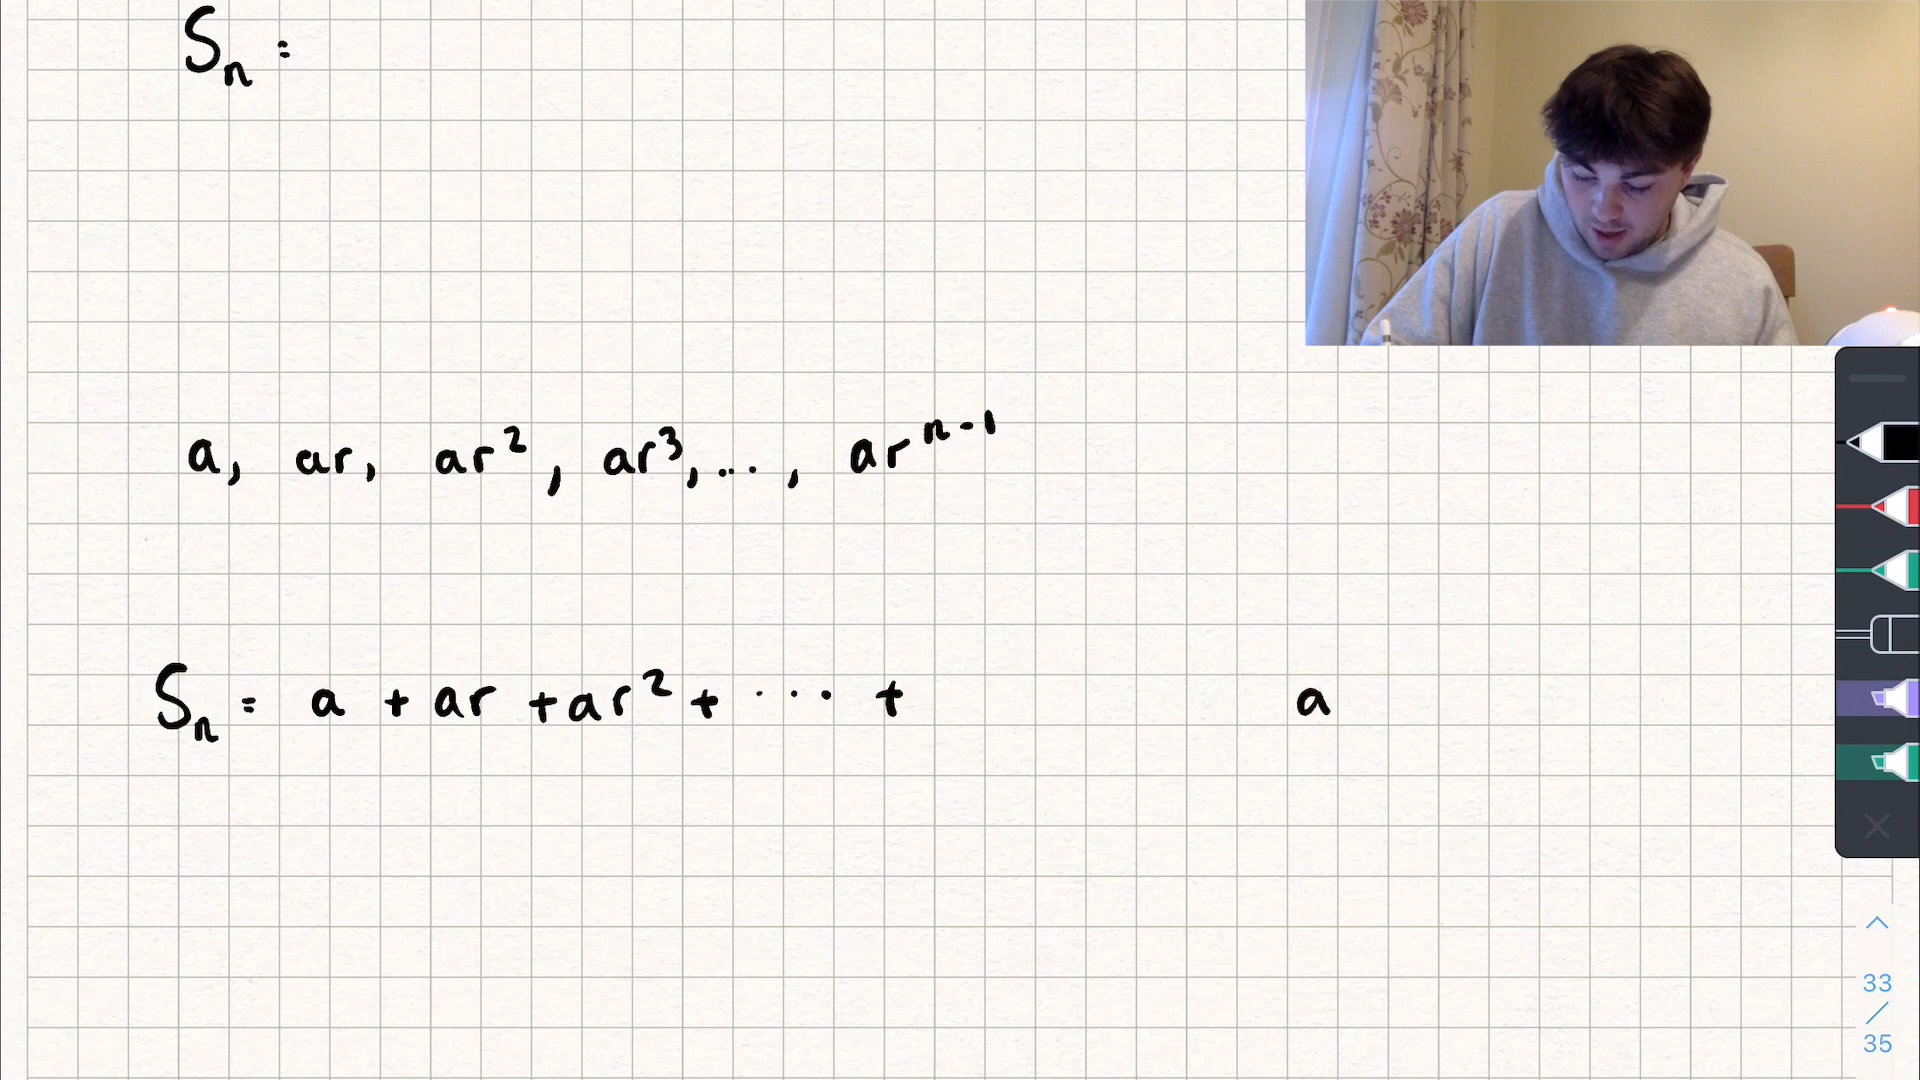 Sₙ =
a, ar, ar², ar³, ... , arⁿ⁻¹
Sₙ = a + ar + ar² + ... + a
33
/
35